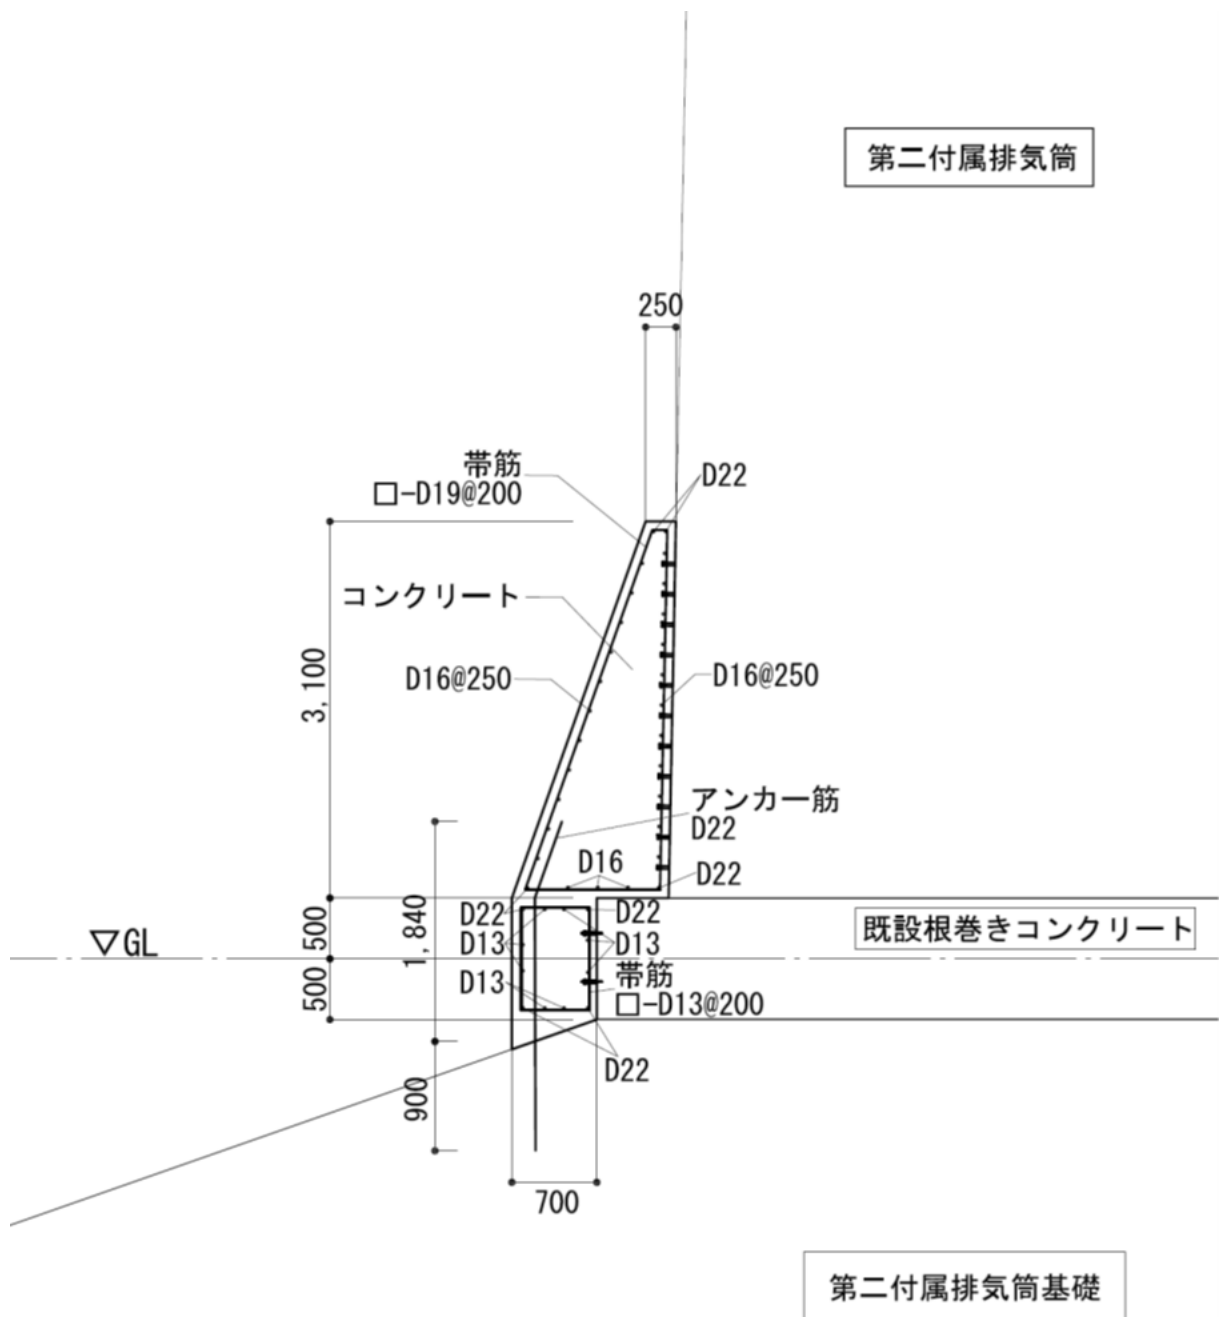 第二付属排気筒
250
帯筋
□-D19@200
D22
コンクリート
3,100
D16@250
D16@250
アンカー筋
D22
D16
D22
D22
D22
1,840
500
既設根巻きコンクリート
▽GL
D13
D13
帯筋
□-D13@200
D13
500
D22
900
700
第二付属排気筒基礎